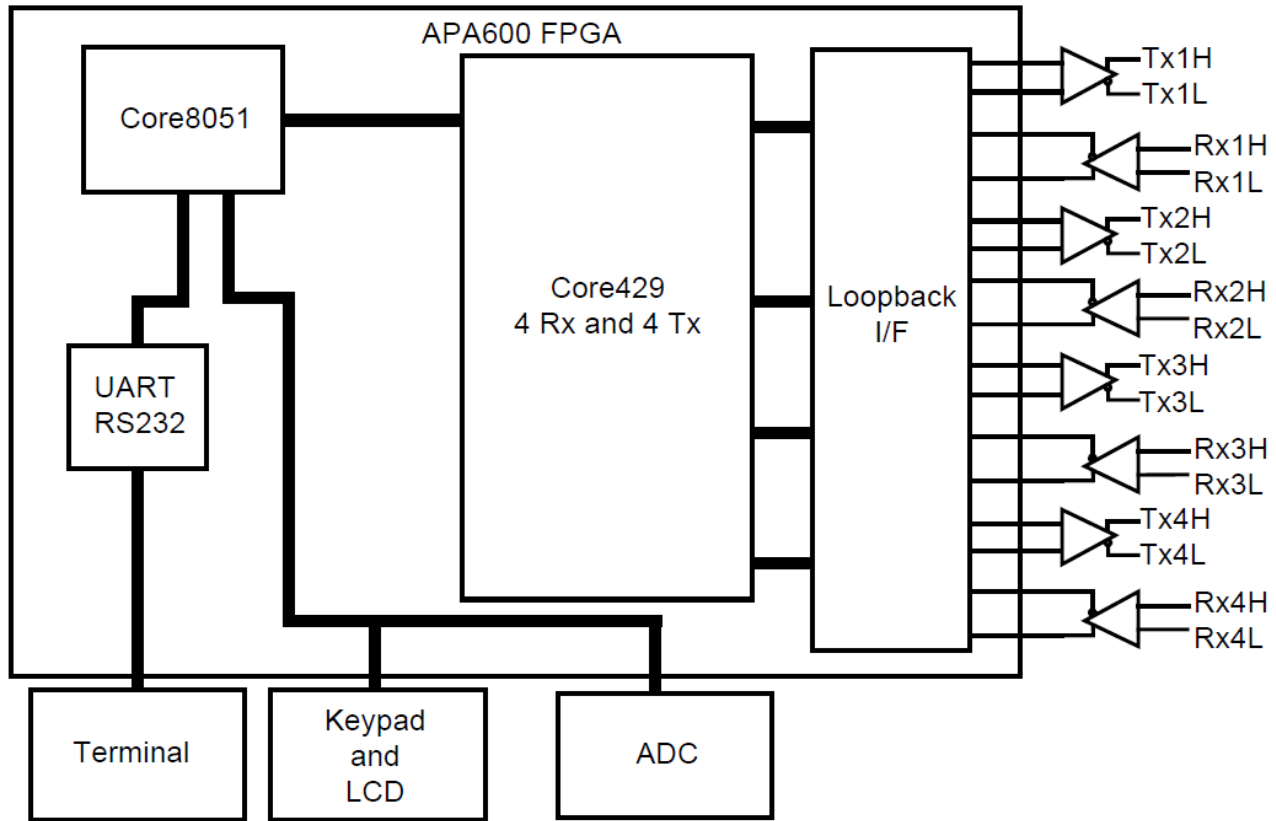 APA600 FPGA
Core8051
Core429
4 Rx and 4 Tx
Loopback
I/F
UART
RS232
Tx1H
Tx1L
Rx1H
Rx1L
Tx2H
Tx2L
Rx2H
Rx2L
Tx3H
Tx3L
Rx3H
Rx3L
Tx4H
Tx4L
Rx4H
Rx4L
Terminal
Keypad
and
LCD
ADC